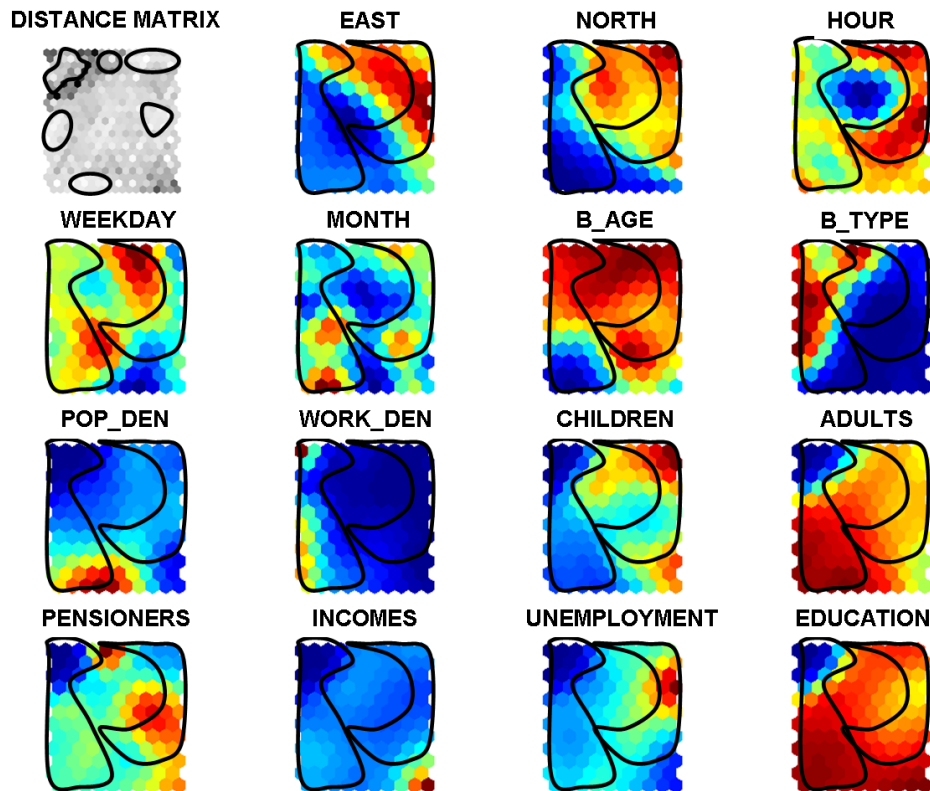 DISTANCE MATRIX EAST NORTH HOUR
WEEKDAY MONTH B_AGE B_TYPE
POP_DEN WORK_DEN CHILDREN ADULTS
PENSIONERS INCOMES UNEMPLOYMENT EDUCATION